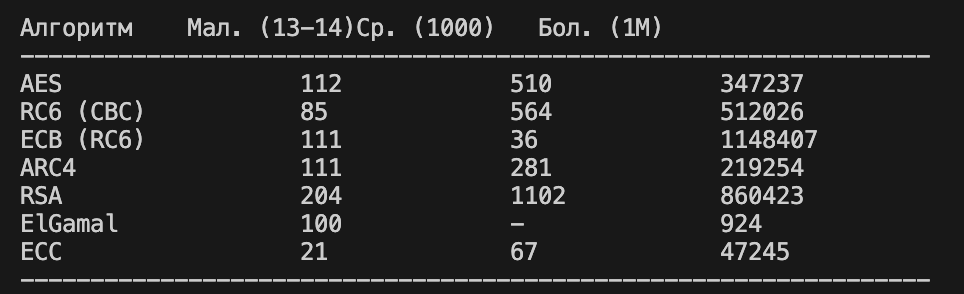 Алгоритм Мал. (13-14)Ср. (1000) Бол. (1M)
--------------------------------------------------------------
AES 112 510 347237
RC6 (CBC) 85 564 512026
ECB (RC6) 111 36 1148407
ARC4 111 281 219254
RSA 204 1102 860423
ElGamal 100 - 924
ECC 21 67 47245
--------------------------------------------------------------